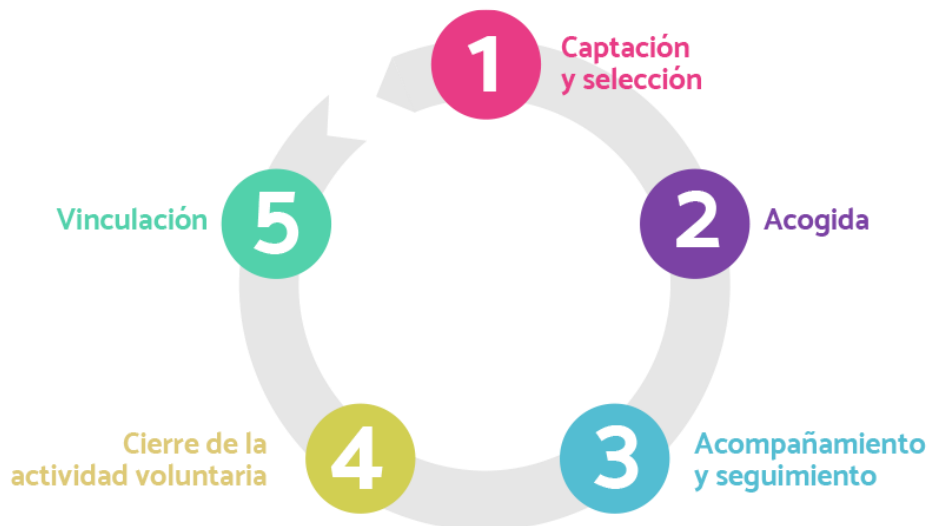 1
Captación
y selección
2
Acogida
3
Acompañamiento
y seguimiento
4
Cierre de la
actividad voluntaria
5
Vinculación